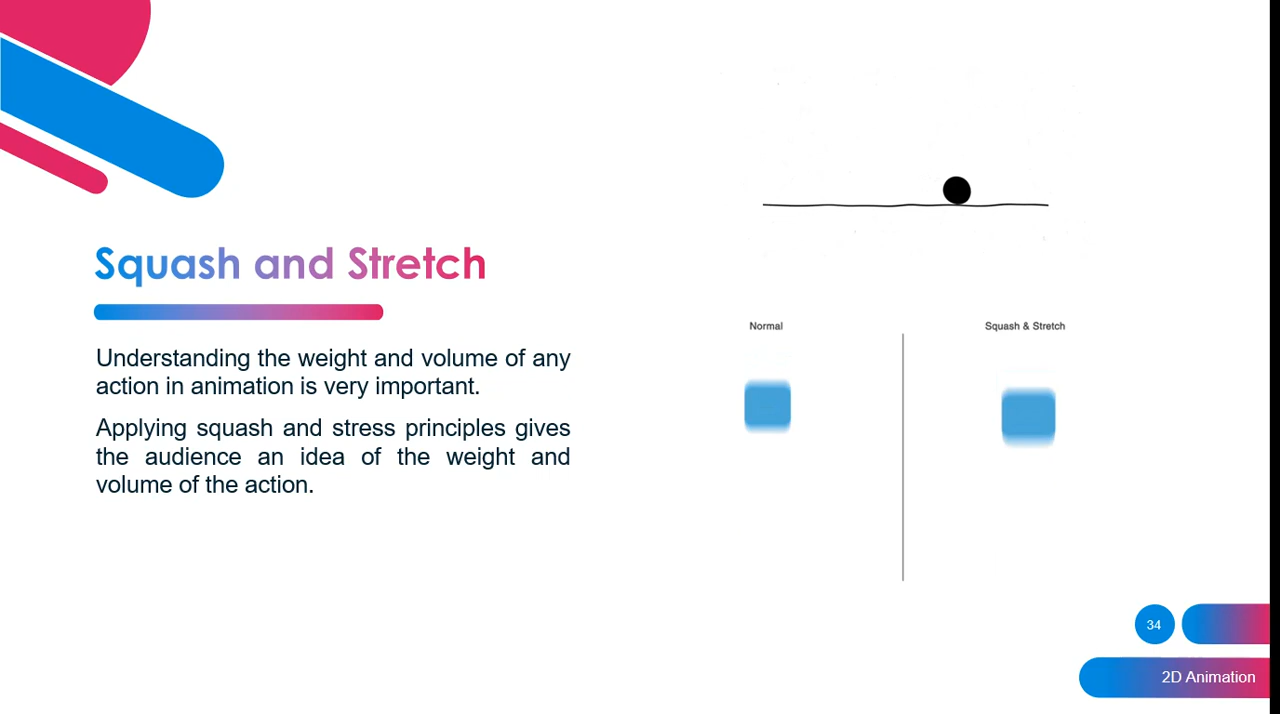 Squash and Stretch
Understanding the weight and volume of any
action in animation is very important.
Applying squash and stress principles gives
the audience an idea of the weight and
volume of the action.
Normal
Squash & Stretch
34
2D Animation